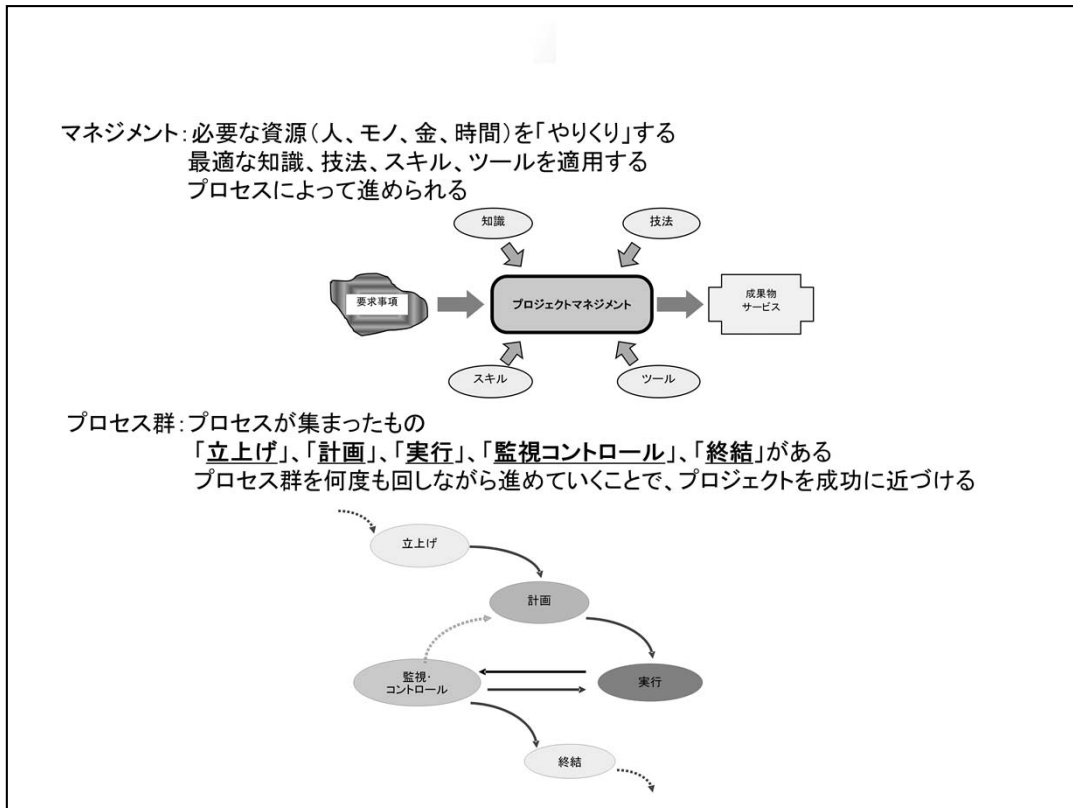 マネジメント:必要な資源(人、モノ、金、時間)を「やりくり」する
最適な知識、技法、スキル、ツールを適用する
プロセスによって進められる
知識
技法
要求事項
プロジェクトマネジメント
成果物
サービス
スキル
ツール
プロセス群:プロセスが集まったもの
「立上げ」、「計画」、「実行」、「監視コントロール」、「終結」がある
プロセス群を何度も回しながら進めていくことで、プロジェクトを成功に近づける
立上げ
計画
監視・
コントロール
実行
終結